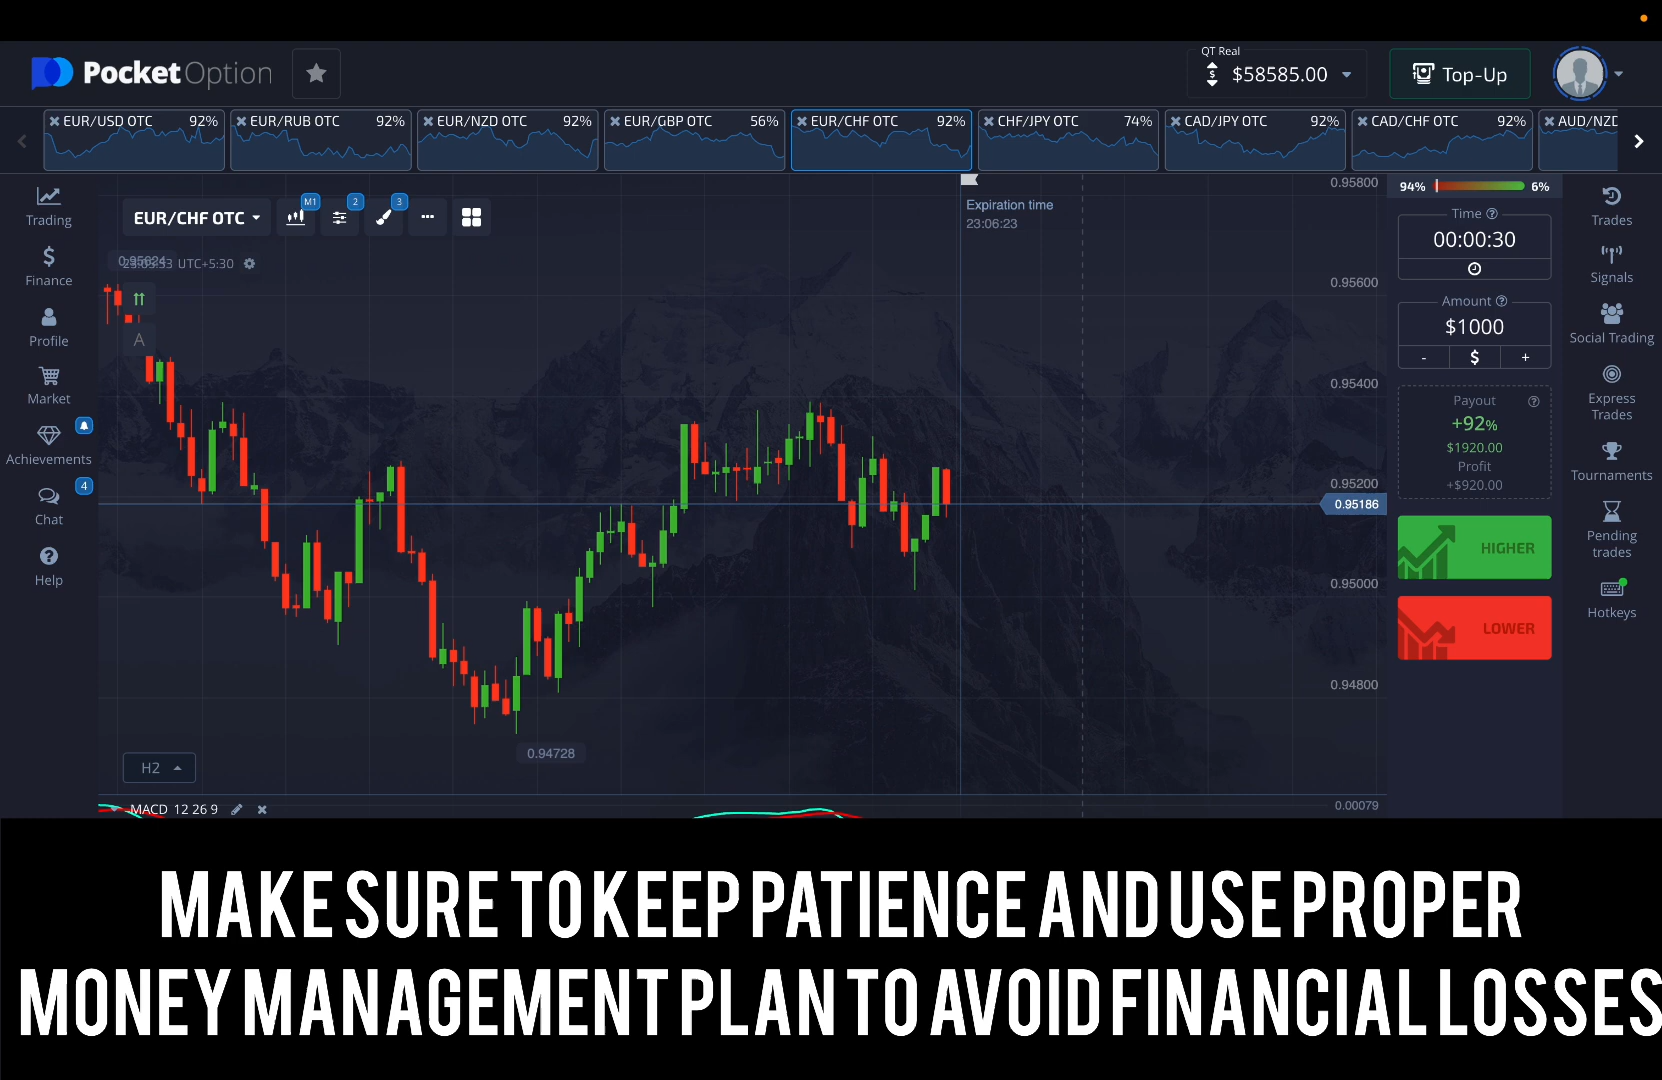 QT Real
PocketOption
$58585.00
Top-Up
EUR/USD OTC 92%
EUR/RUB OTC 92%
EUR/NZD OTC 92%
EUR/GBP OTC 56%
EUR/CHF OTC 92%
CHF/JPY OTC 74%
CAD/JPY OTC 92%
CAD/CHF OTC 92%
AUD/NZD
Trading
Finance
Profile
Market
Achievements
4
Chat
Help
EUR/CHF OTC
M1
2
3
UTC+5:30
A
Expiration time
23:06:23
0.95800
0.95600
0.95400
0.95200
0.95186
0.95000
0.94800
0.94728
H2
MACD 12 26 9
0.00079
94% 6%
Time
00:00:30
Amount
$1000
- $ +
Payout
+92%
$1920.00
Profit
+$920.00
HIGHER
LOWER
Trades
Signals
Social Trading
Express
Trades
Tournaments
Pending
trades
Hotkeys
MAKE SURE TO KEEP PATIENCE AND USE PROPER
MONEY MANAGEMENT PLAN TO AVOID FINANCIAL LOSSES